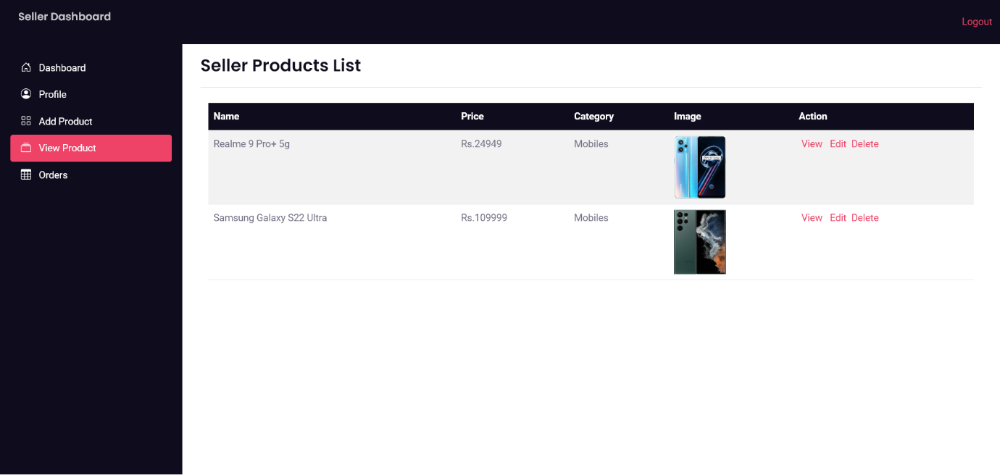 Seller Dashboard
Logout
Dashboard
Profile
Add Product
View Product
Orders
Seller Products List
Name Price Category Image Action
Realme 9 Pro+ 5g Rs.24949 Mobiles View Edit Delete
Samsung Galaxy S22 Ultra Rs.109999 Mobiles View Edit Delete